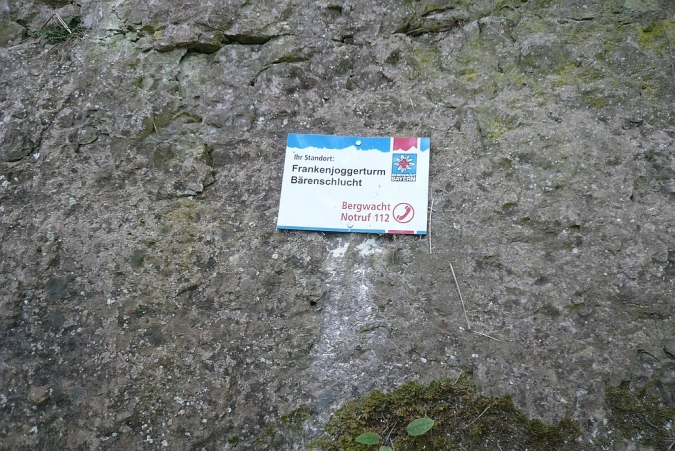 Ihr Standort:
Frankenjoggerturm
Bärenschlucht
BAYERN
Bergwacht
Notruf 112